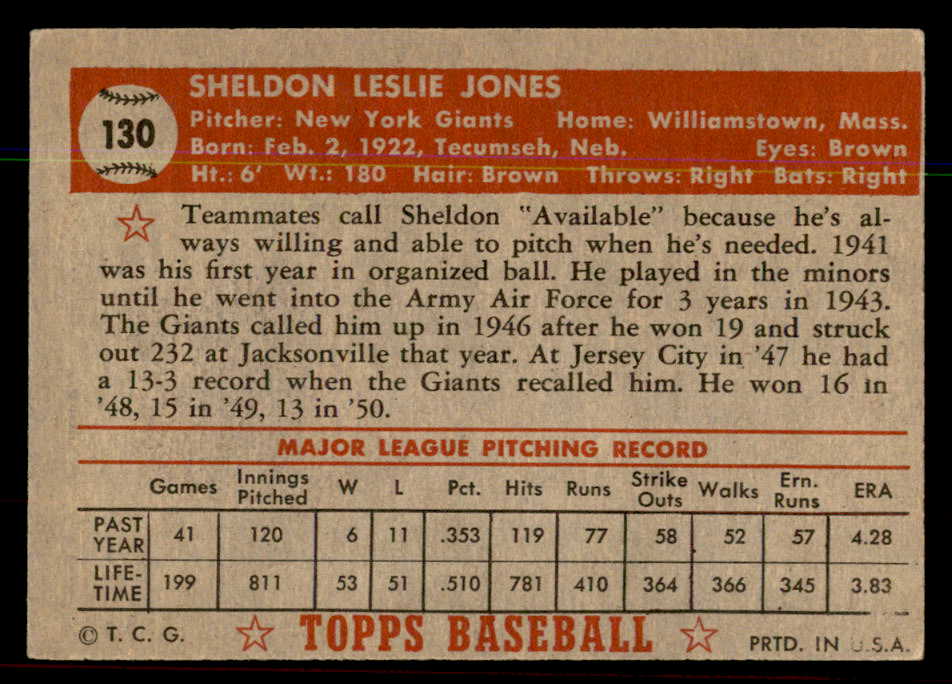 SHELDON LESLIE JONES
130
Pitcher: New York Giants Home: Williamstown, Mass.
Born: Feb. 2, 1922, Tecumseh, Neb. Eyes: Brown
Ht.: 6' Wt.: 180 Hair: Brown Throws: Right Bats: Right
Teammates call Sheldon "Available" because he's al-
ways willing and able to pitch when he's needed. 1941
was his first year in organized ball. He played in the minors
until he went into the Army Air Force for 3 years in 1943.
The Giants called him up in 1946 after he won 19 and struck
out 232 at Jacksonville that year. At Jersey City in '47 he had
a 13-3 record when the Giants recalled him. He won 16 in
'48, 15 in '49, 13 in '50.
MAJOR LEAGUE PITCHING RECORD
Games Innings Pitched W L Pct. Hits Runs Strike Outs Walks Ern. Runs ERA
PAST YEAR 41 120 6 11 .353 119 77 58 52 57 4.28
LIFE-TIME 199 811 53 51 .510 781 410 364 366 345 3.83
© T. C. G. TOPPS BASEBALL PRTD. IN U.S.A.